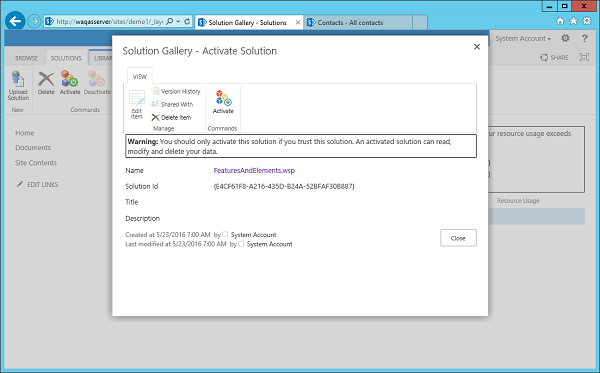 http://waqasserver/sites/demo1/_layo
Solution Gallery - Solutions
Contacts - All contacts
System Account
BROWSE
SOLUTIONS
LIBRA
SHARE
Upload
Solution
Delete
Activate
Deactivate
New
Commands
Home
Documents
Site Contents
EDIT LINKS
our resource usage exceeds
Resource Usage
Solution Gallery - Activate Solution
VIEW
Edit
Item
Version History
Shared With
Delete Item
Manage
Activate
Commands
Warning: You should only activate this solution if you trust this solution. An activated solution can read,
modify and delete your data.
Name FeaturesAndElements.wsp
Solution Id {E4CF61F8-A216-435D-B24A-52BFAF30B887}
Title
Description
Created at 5/23/2016 7:00 AM by System Account
Last modified at 5/23/2016 7:00 AM by System Account
Close